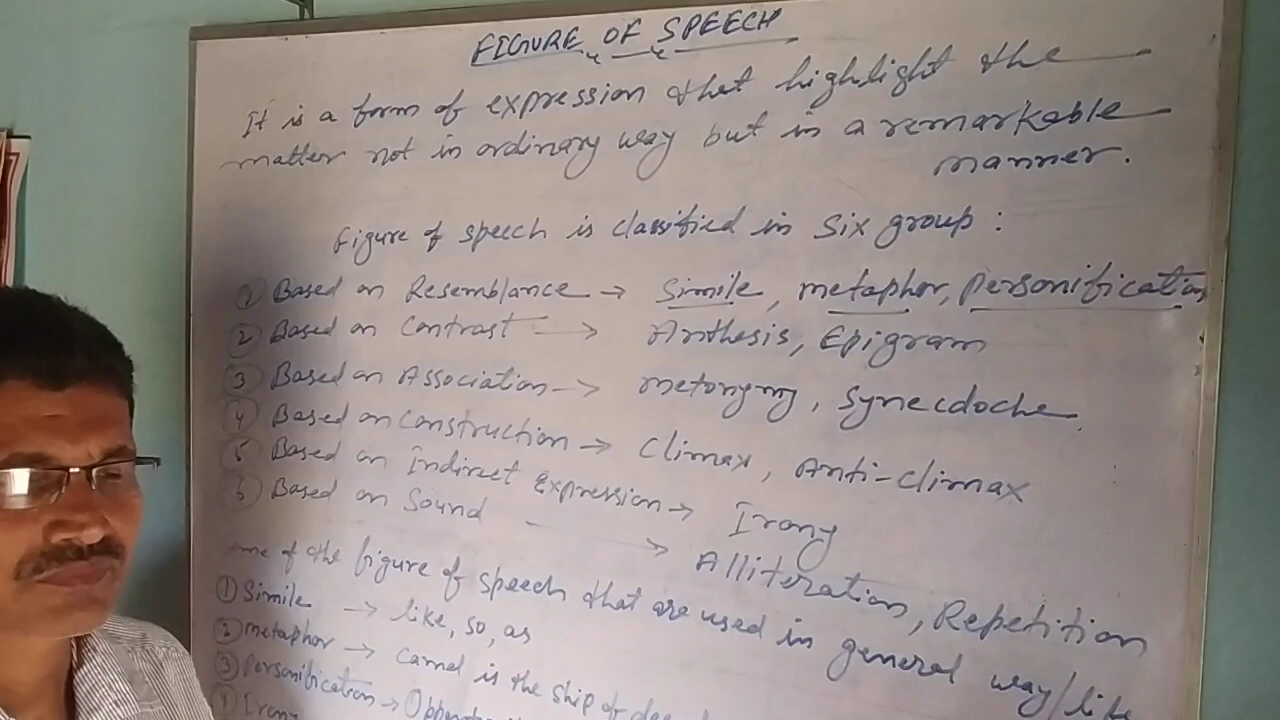 FIGURE OF SPEECH
It is a form of expression that highlight the
matter not in ordinary way but in a remarkable
manner.
Figure of speech is classified in six group:
① Based on Resemblance → Simile, metaphor, Personification
② Based on Contrast → Anthesis, Epigram
③ Based on Association → metonymy, Synecdoche
④ Based on Construction → Climax, Anti-climax
⑤ Based on Indirect Expression → Irony
⑥ Based on Sound → Alliteration, Repetition
of the figure of speech that are used in general way/like
① Simile → like, so, as
② metaphor → camel is the ship of
③ Personification →
④ Irony